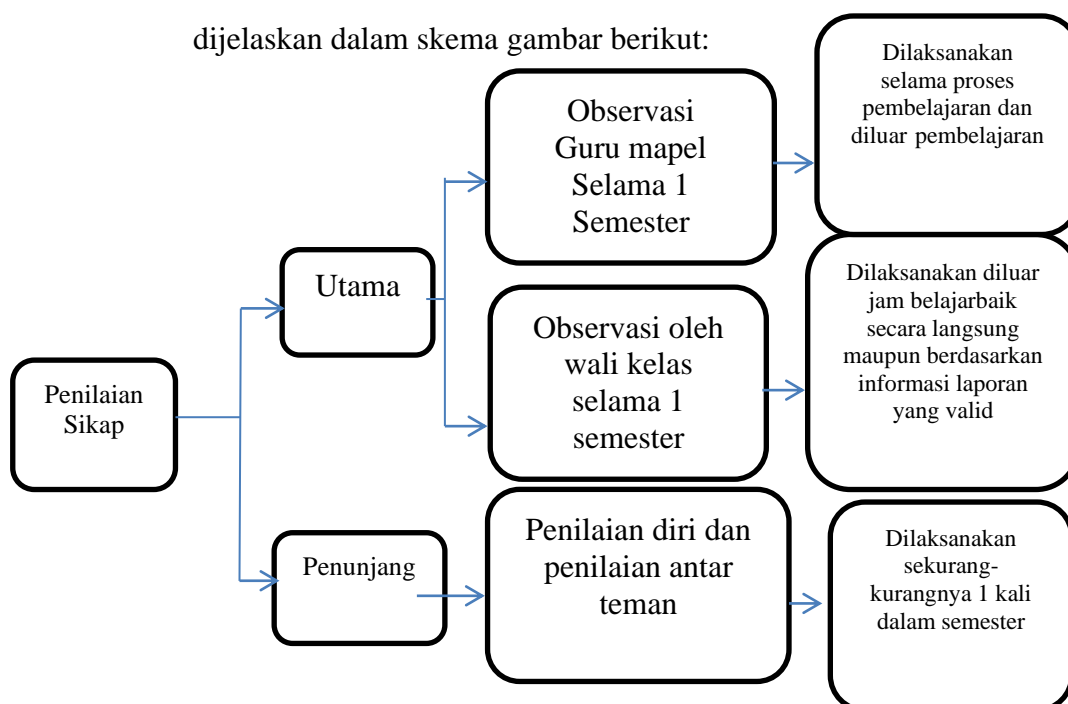 dijelaskan dalam skema gambar berikut:
Penilaian
Sikap
Utama
Observasi
Guru mapel
Selama 1
Semester
Dilaksanakan
selama proses
pembelajaran dan
diluar pembelajaran
Observasi oleh
wali kelas
selama 1
semester
Dilaksanakan diluar
jam belajarbaik
secara langsung
maupun berdasarkan
informasi laporan
yang valid
Penunjang
Penilaian diri dan
penilaian antar
teman
Dilaksanakan
sekurang-
kurangnya 1 kali
dalam semester